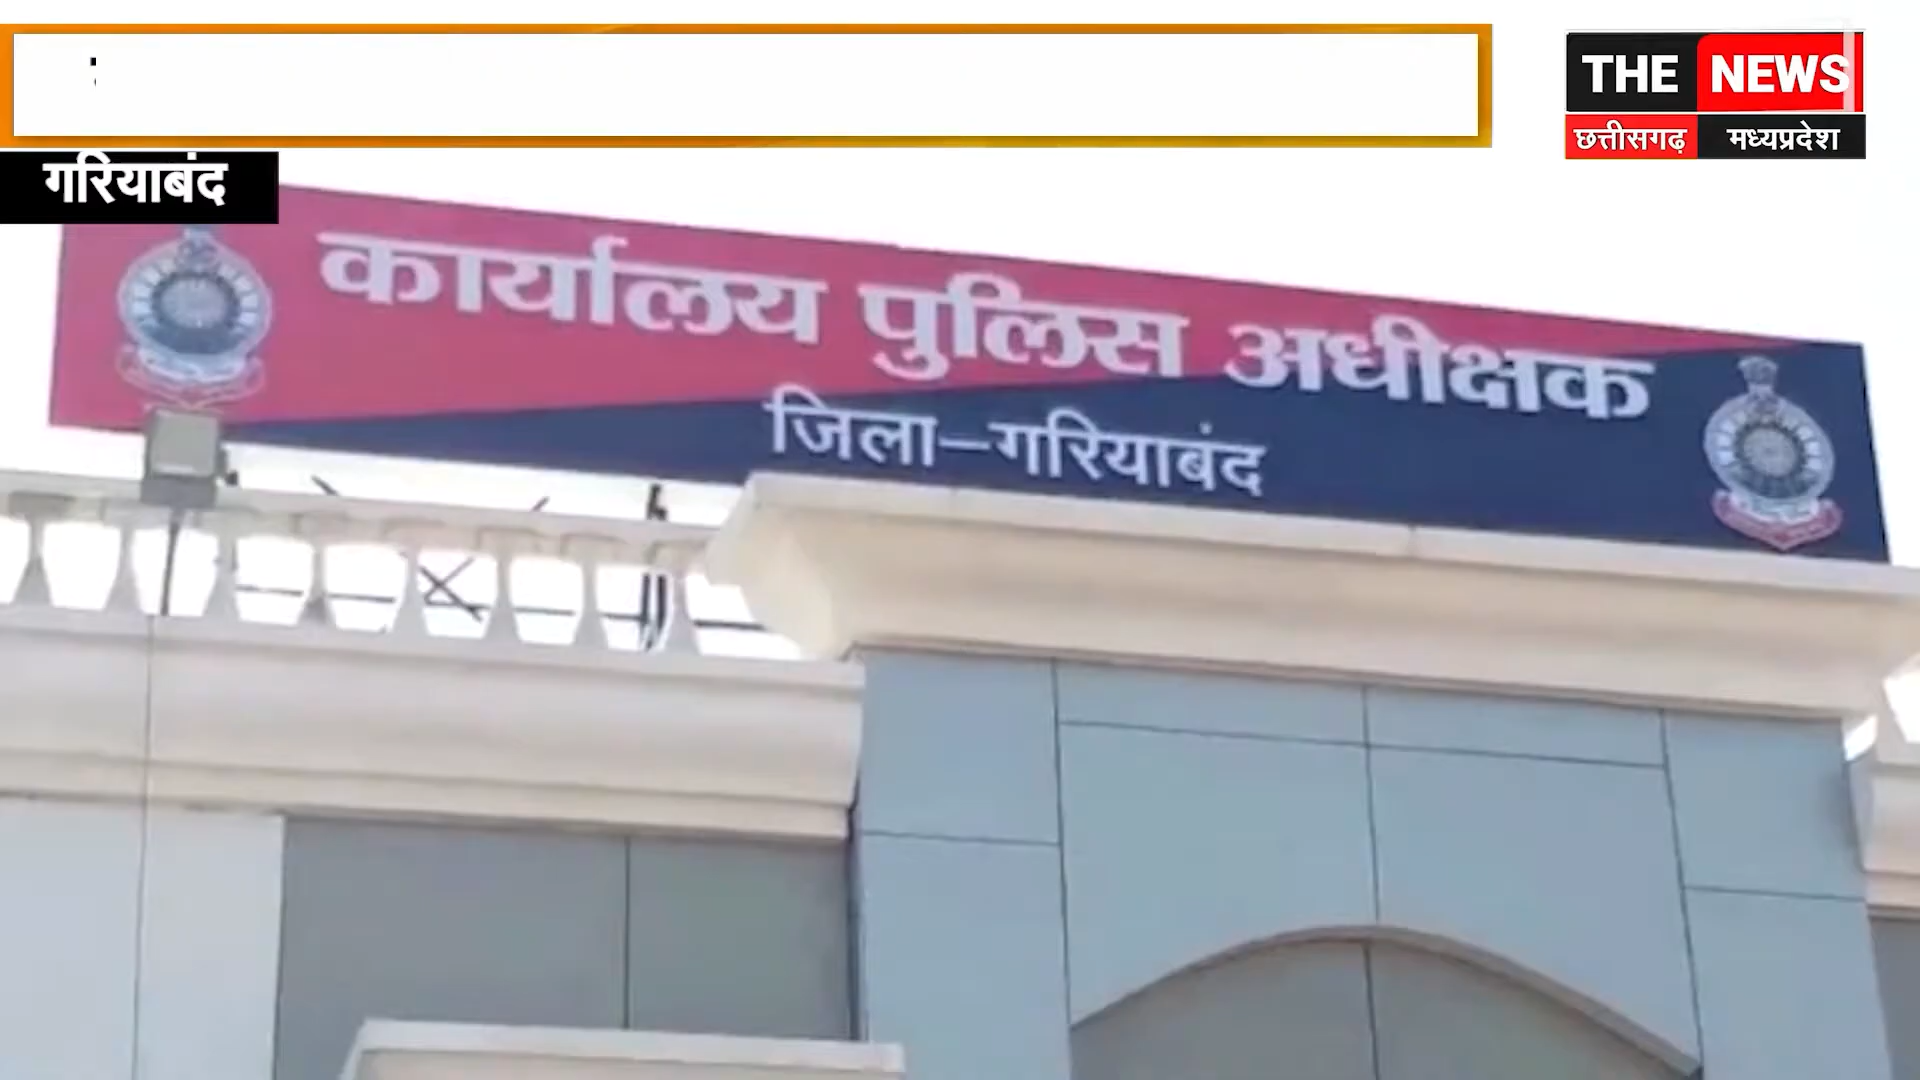 THE NEWS
छत्तीसगढ़ मध्यप्रदेश
गरियाबंद
कार्यालय पुलिस अधीक्षक
जिला-गरियाबंद